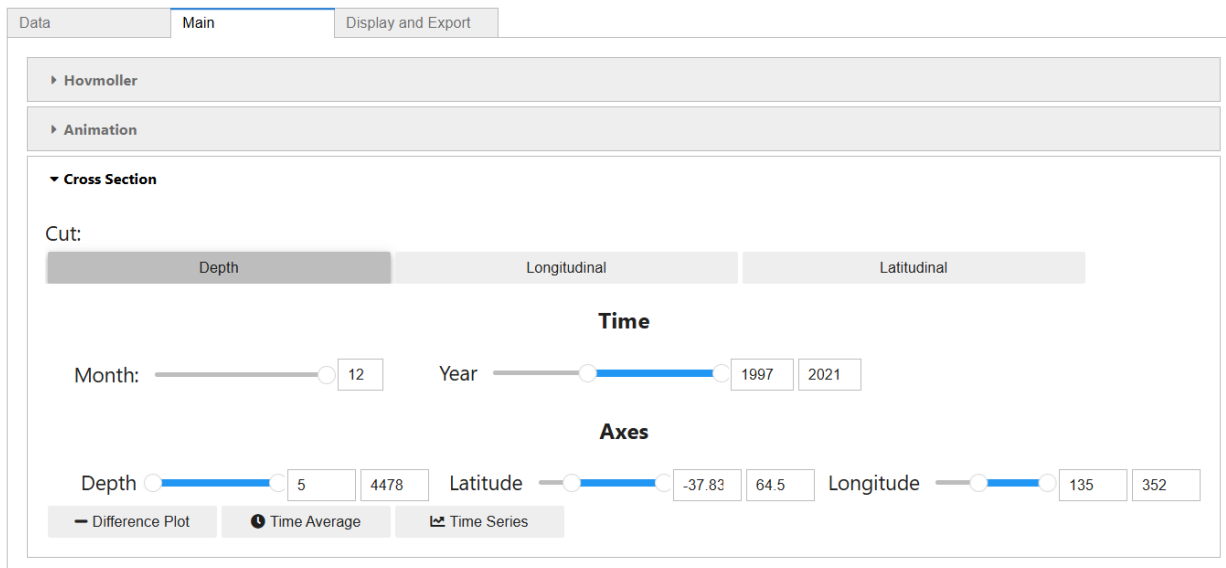 Data Main Display and Export
Hovmoller
Animation
Cross Section
Cut:
Depth Longitudinal Latitudinal
Time
Month: 12 Year 1997 2021
Axes
Depth 5 4478 Latitude -37.83 64.5 Longitude 135 352
Difference Plot Time Average Time Series